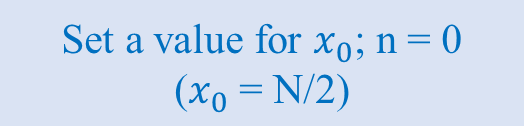 Set a value for x₀; n = 0
(x₀ = N/2)